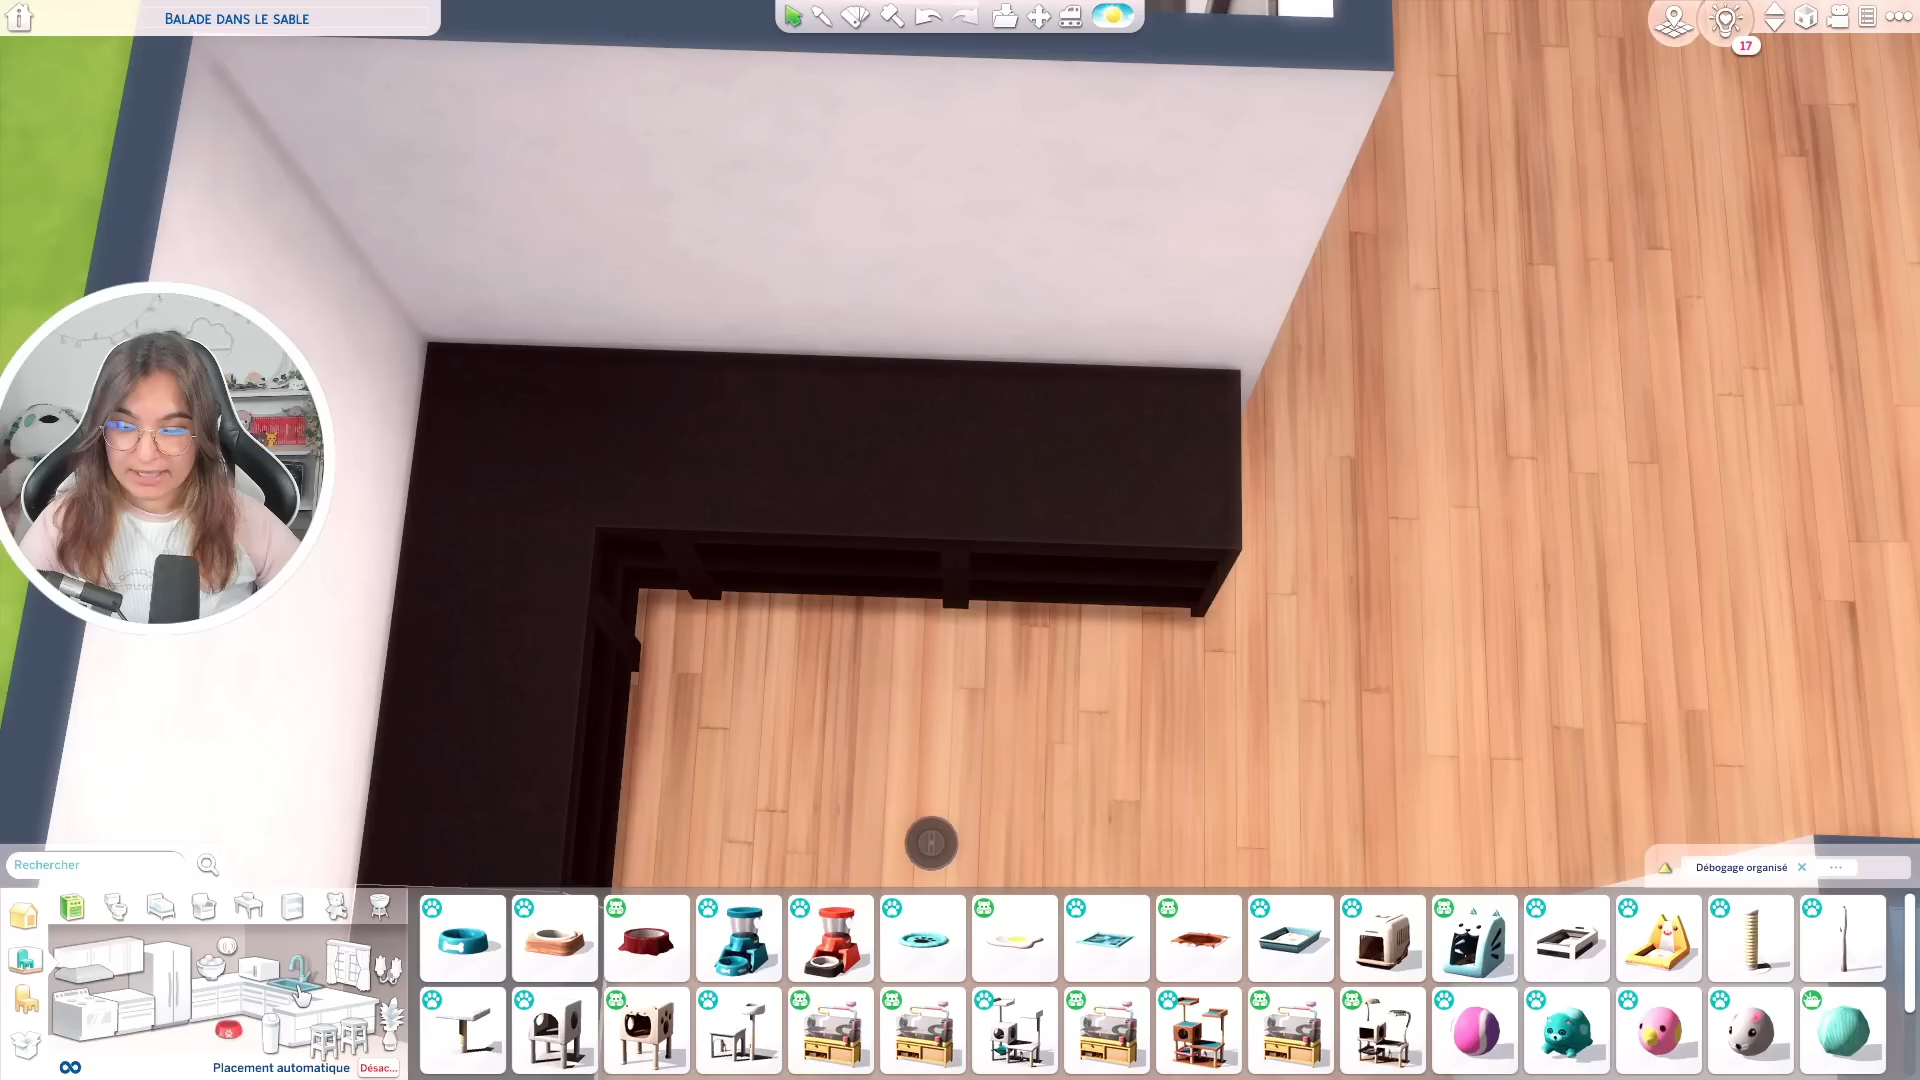 BALADE DANS LE SABLE
17
Rechercher
Débogage organisé
Placement automatique
Désac...